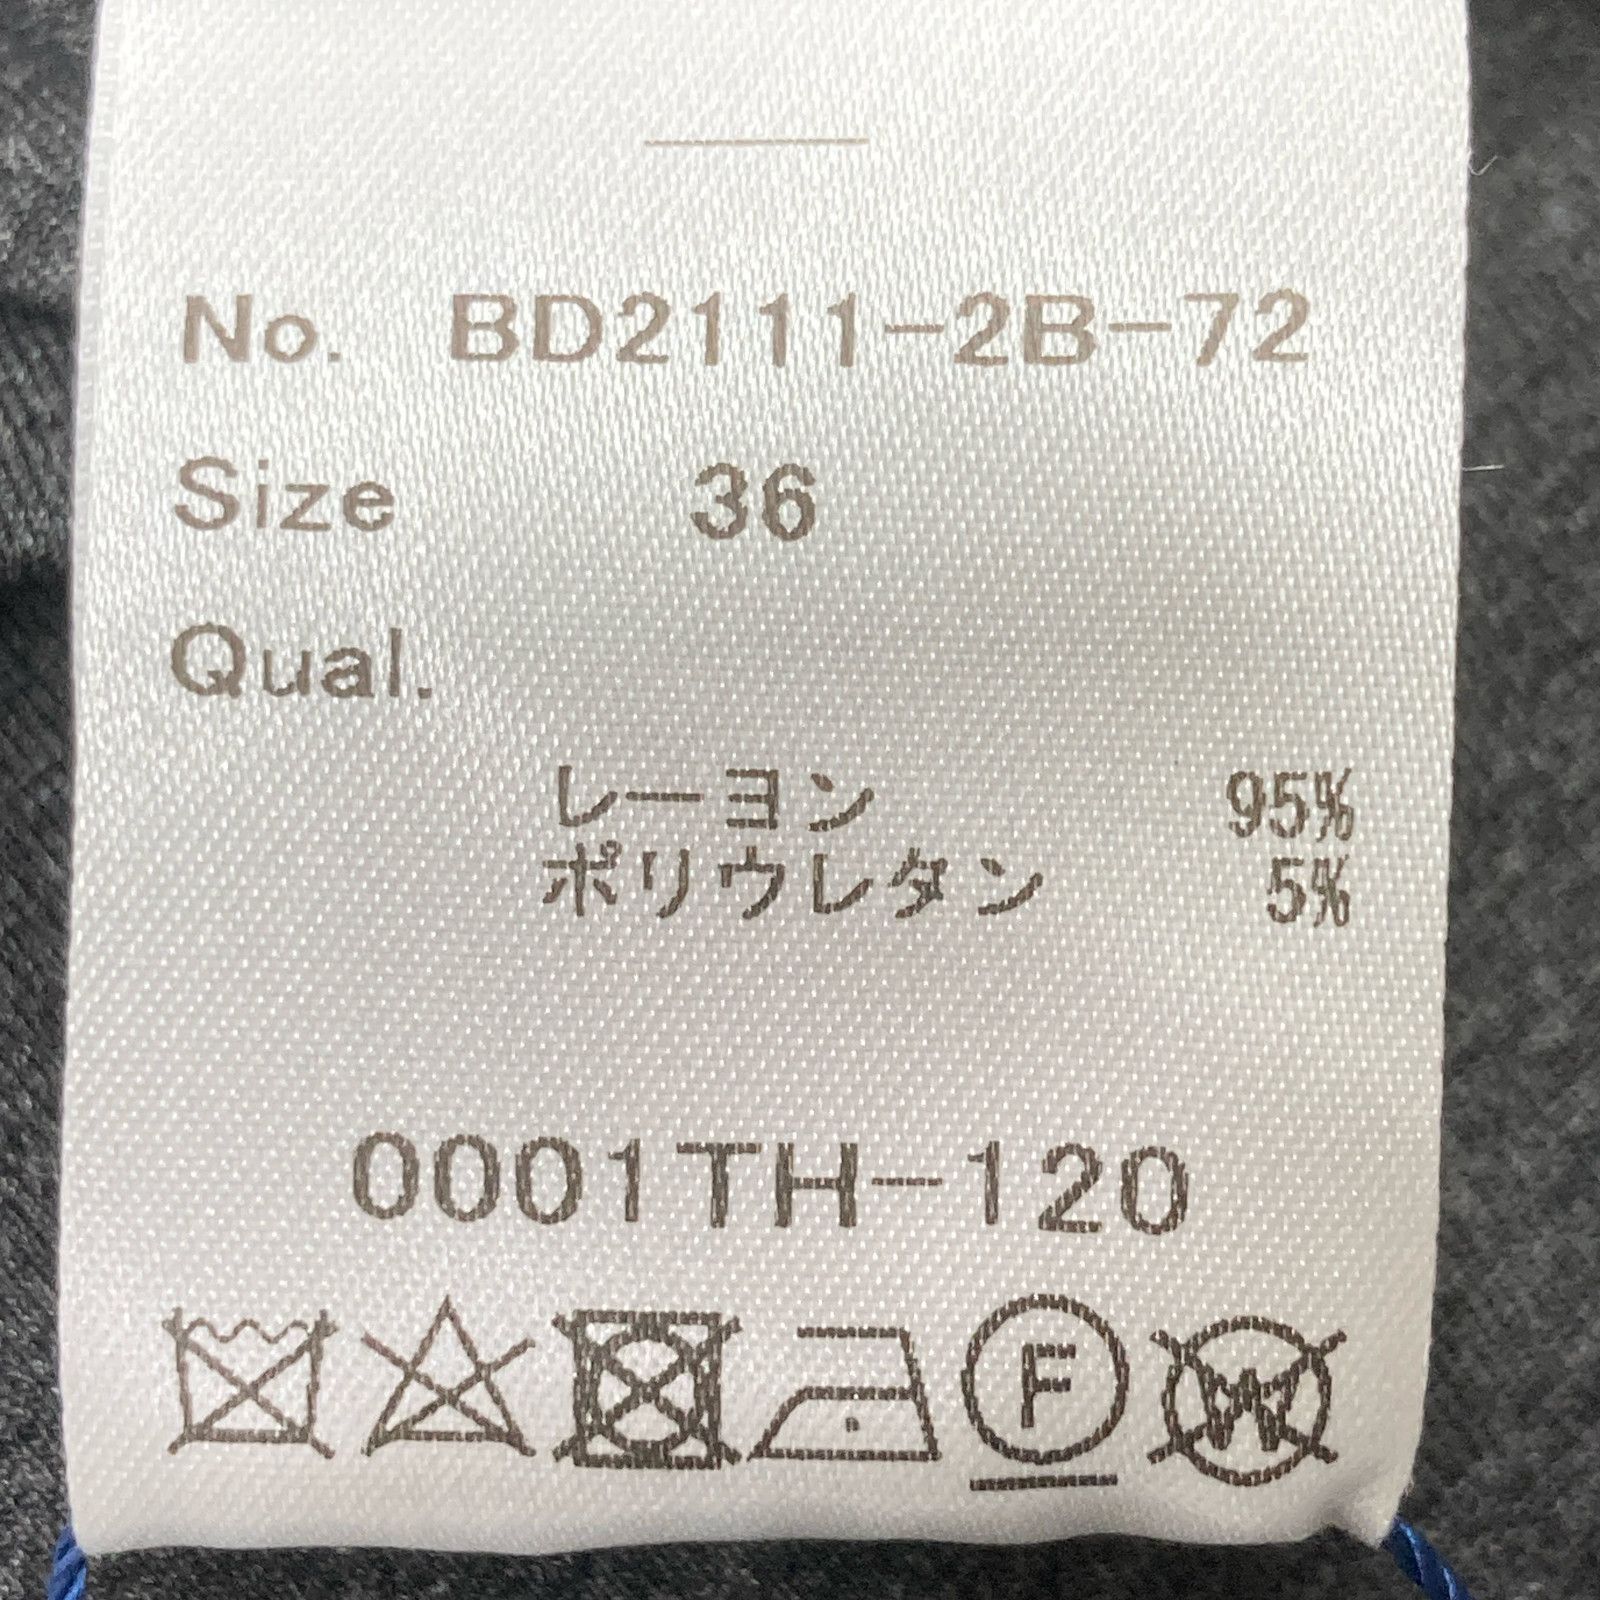 No. BD2111-2B-72
Size 36
Qual.
レーヨン 95%
ポリウレタン 5%
0001TH-120
F W